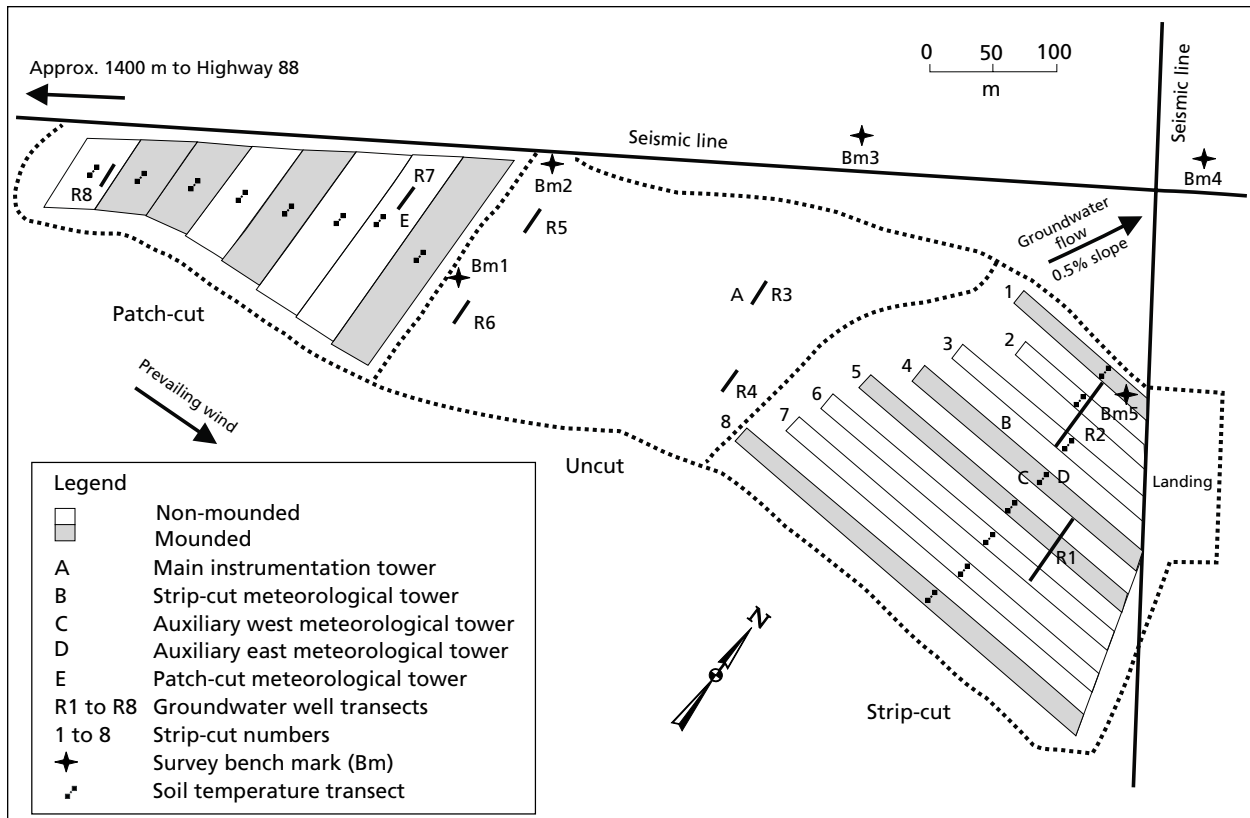 Approx. 1400 m to Highway 88
0 50 100
m
Seismic line
Seismic line
Bm3
Bm4
Bm2
R8
R7
E
R5
Bm1
R6
Groundwater
flow
0.5% slope
A R3
Patch-cut
Prevailing wind
R4
1
2
3
4
5
6
7
8
B
Bm5
R2
C D
Landing
R1
Uncut
N
Strip-cut
Legend
Non-mounded
Mounded
A Main instrumentation tower
B Strip-cut meteorological tower
C Auxiliary west meteorological tower
D Auxiliary east meteorological tower
E Patch-cut meteorological tower
R1 to R8 Groundwater well transects
1 to 8 Strip-cut numbers
Survey bench mark (Bm)
Soil temperature transect